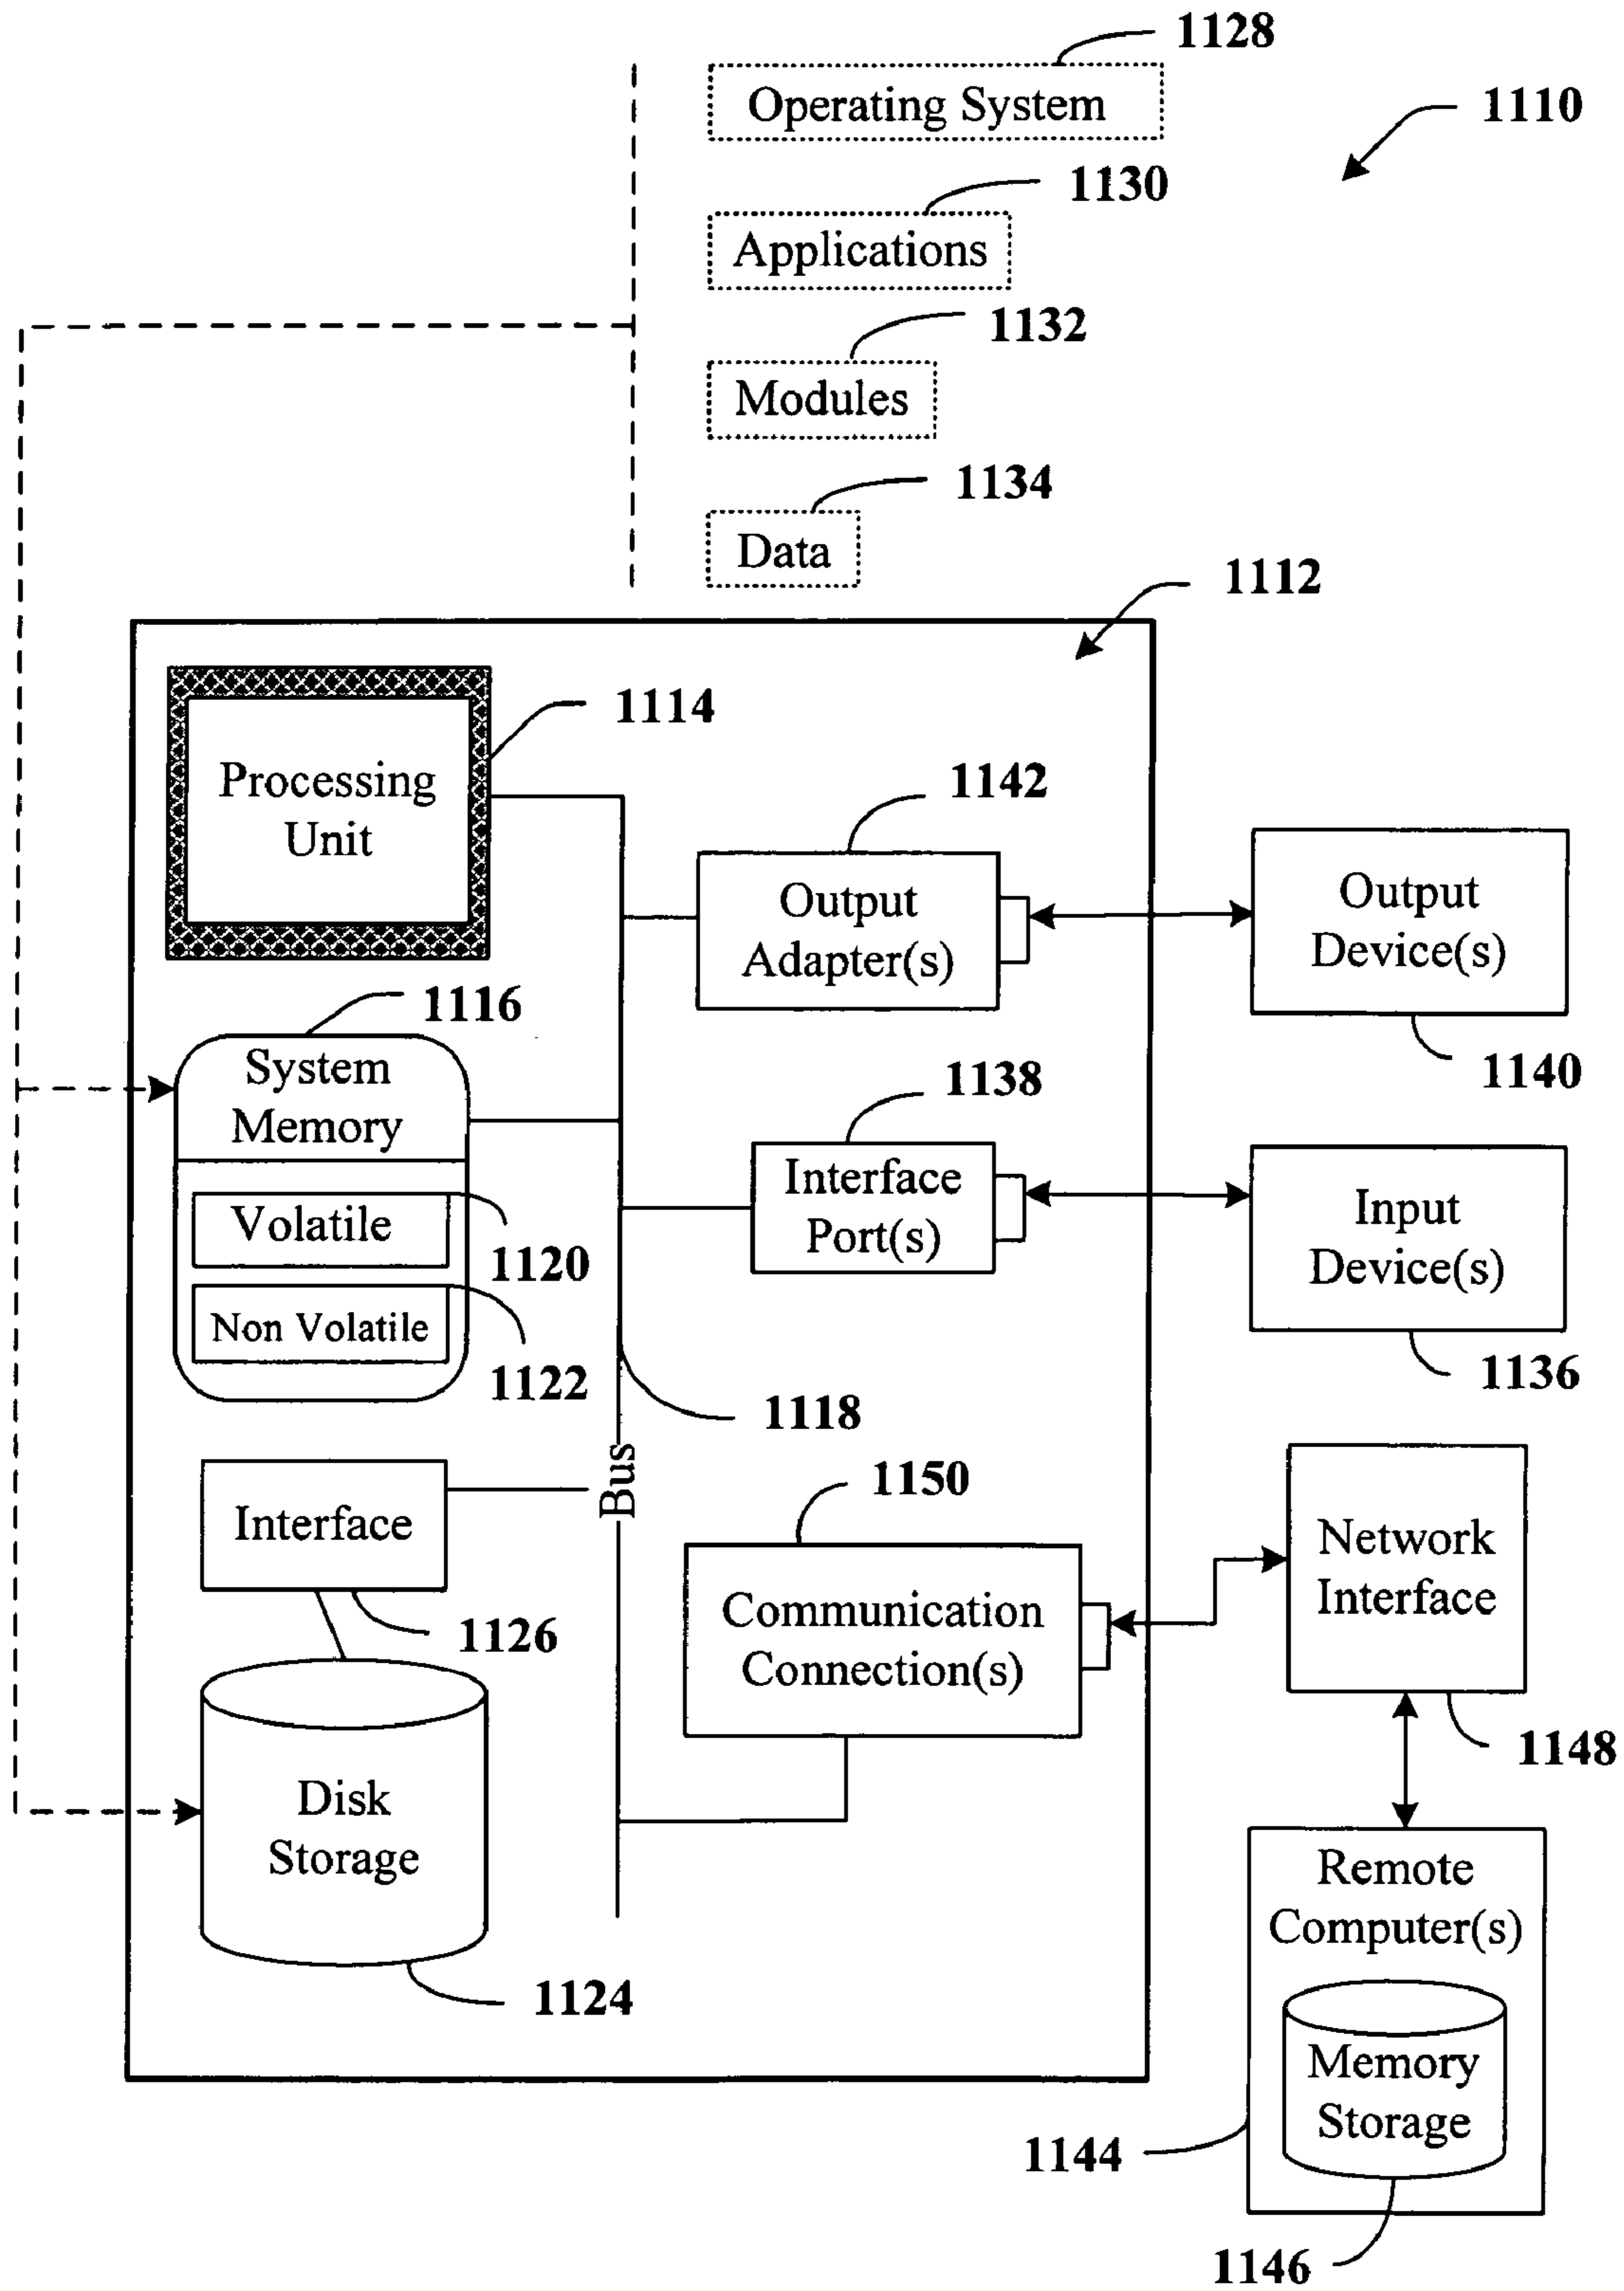 1128
Operating System
1110
1130
Applications
1132
Modules
1134
Data
1112
1114
Processing
Unit
1142
Output
Adapter(s)
Output
Device(s)
1140
1116
System
Memory
1138
Interface
Port(s)
Input
Device(s)
1136
Volatile
1120
Non Volatile
1122
1118
Bus
1150
Interface
1126
Communication
Connection(s)
Network
Interface
1148
Disk
Storage
1124
Remote
Computer(s)
Memory
Storage
1144
1146